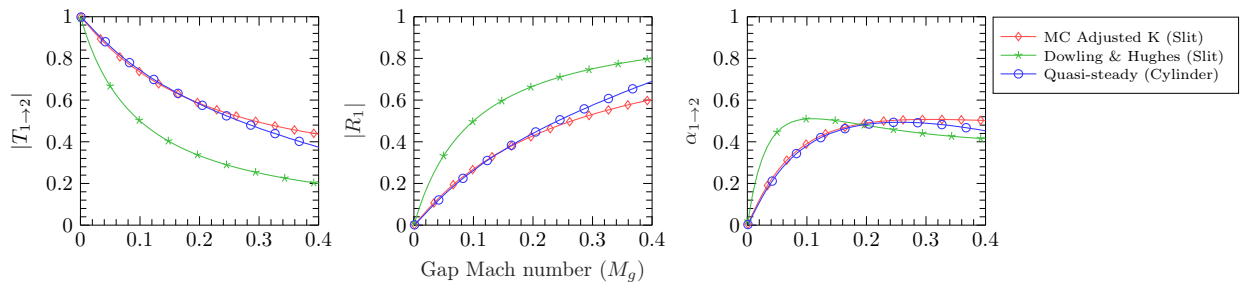 |T₁→₂|
1
0.8
0.6
0.4
0.2
0
0 0.1 0.2 0.3 0.4
|R₁|
1
0.8
0.6
0.4
0.2
0
0 0.1 0.2 0.3 0.4
Gap Mach number (M_g)
α₁→₂
1
0.8
0.6
0.4
0.2
0
0 0.1 0.2 0.3 0.4
MC Adjusted K (Slit)
Dowling & Hughes (Slit)
Quasi-steady (Cylinder)